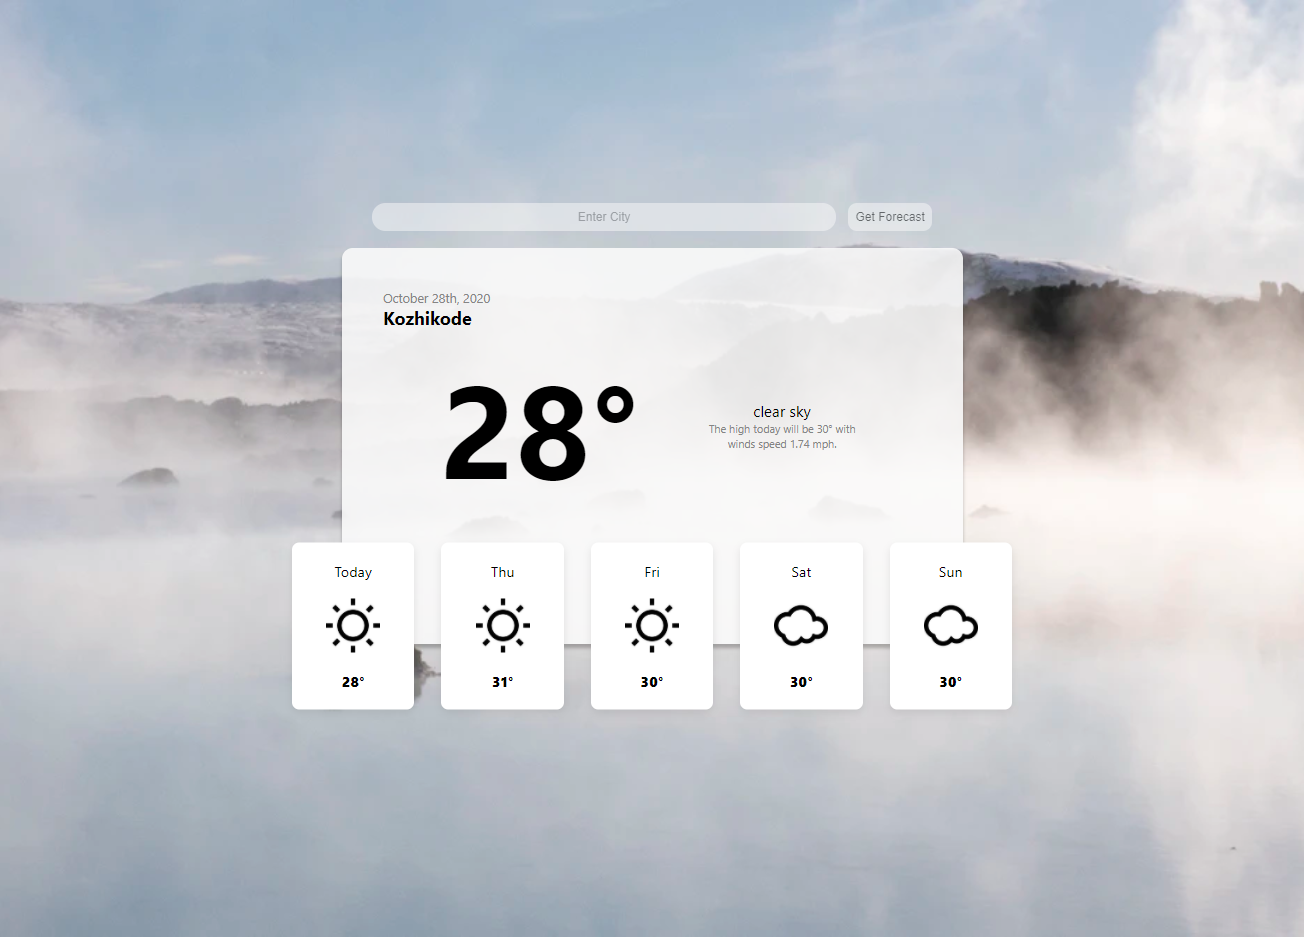 Enter City
Get Forecast
October 28th, 2020
Kozhikode
28°
clear sky
The high today will be 30° with
winds speed 1.74 mph.
Today
28°
Thu
31°
Fri
30°
Sat
30°
Sun
30°